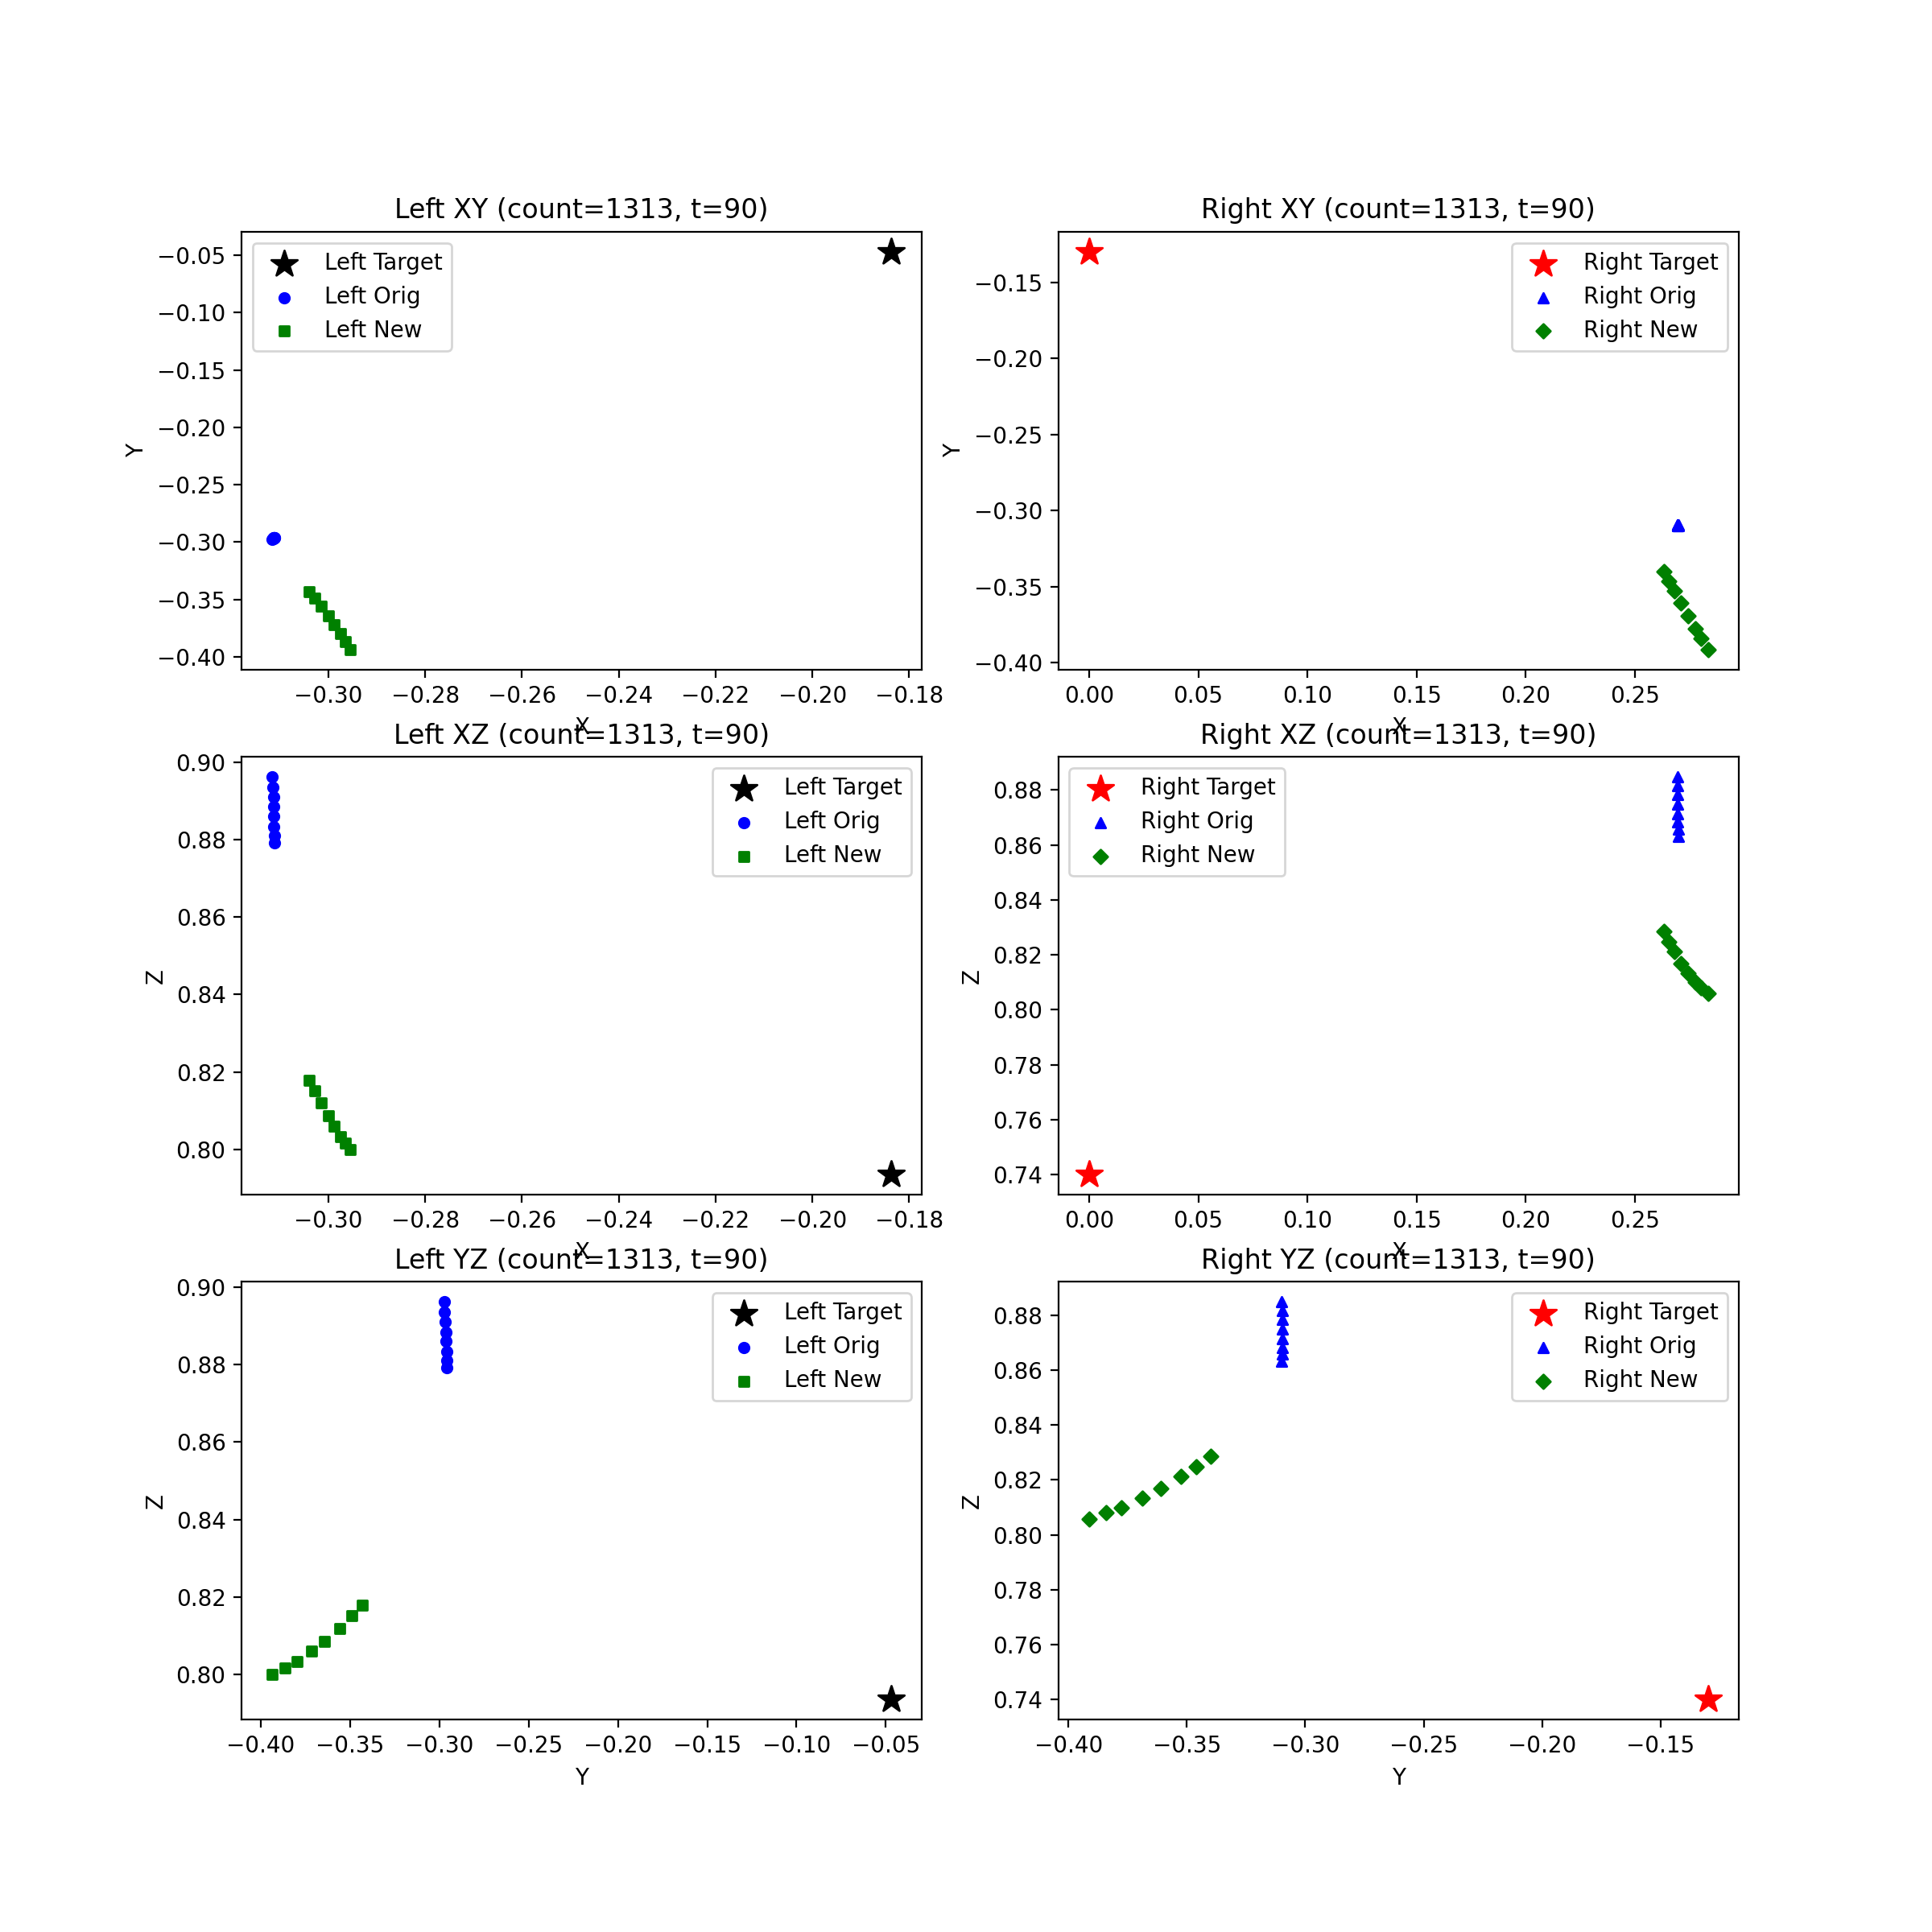 Left XY (count=1313, t=90)
Left Target
Left Orig
Left New
Y
−0.05
−0.10
−0.15
−0.20
−0.25
−0.30
−0.35
−0.40
−0.30
−0.28
−0.26
−0.24
−0.22
−0.20
−0.18
X
Right XY (count=1313, t=90)
Right Target
Right Orig
Right New
Y
−0.15
−0.20
−0.25
−0.30
−0.35
−0.40
0.00
0.05
0.10
0.15
0.20
0.25
X
Left XZ (count=1313, t=90)
Left Target
Left Orig
Left New
Z
0.90
0.88
0.86
0.84
0.82
0.80
−0.30
−0.28
−0.26
−0.24
−0.22
−0.20
−0.18
X
Right XZ (count=1313, t=90)
Right Target
Right Orig
Right New
Z
0.88
0.86
0.84
0.82
0.80
0.78
0.76
0.74
0.00
0.05
0.10
0.15
0.20
0.25
X
Left YZ (count=1313, t=90)
Left Target
Left Orig
Left New
Z
0.90
0.88
0.86
0.84
0.82
0.80
−0.40
−0.35
−0.30
−0.25
−0.20
−0.15
−0.10
−0.05
Y
Right YZ (count=1313, t=90)
Right Target
Right Orig
Right New
Z
0.88
0.86
0.84
0.82
0.80
0.78
0.76
0.74
−0.40
−0.35
−0.30
−0.25
−0.20
−0.15
Y